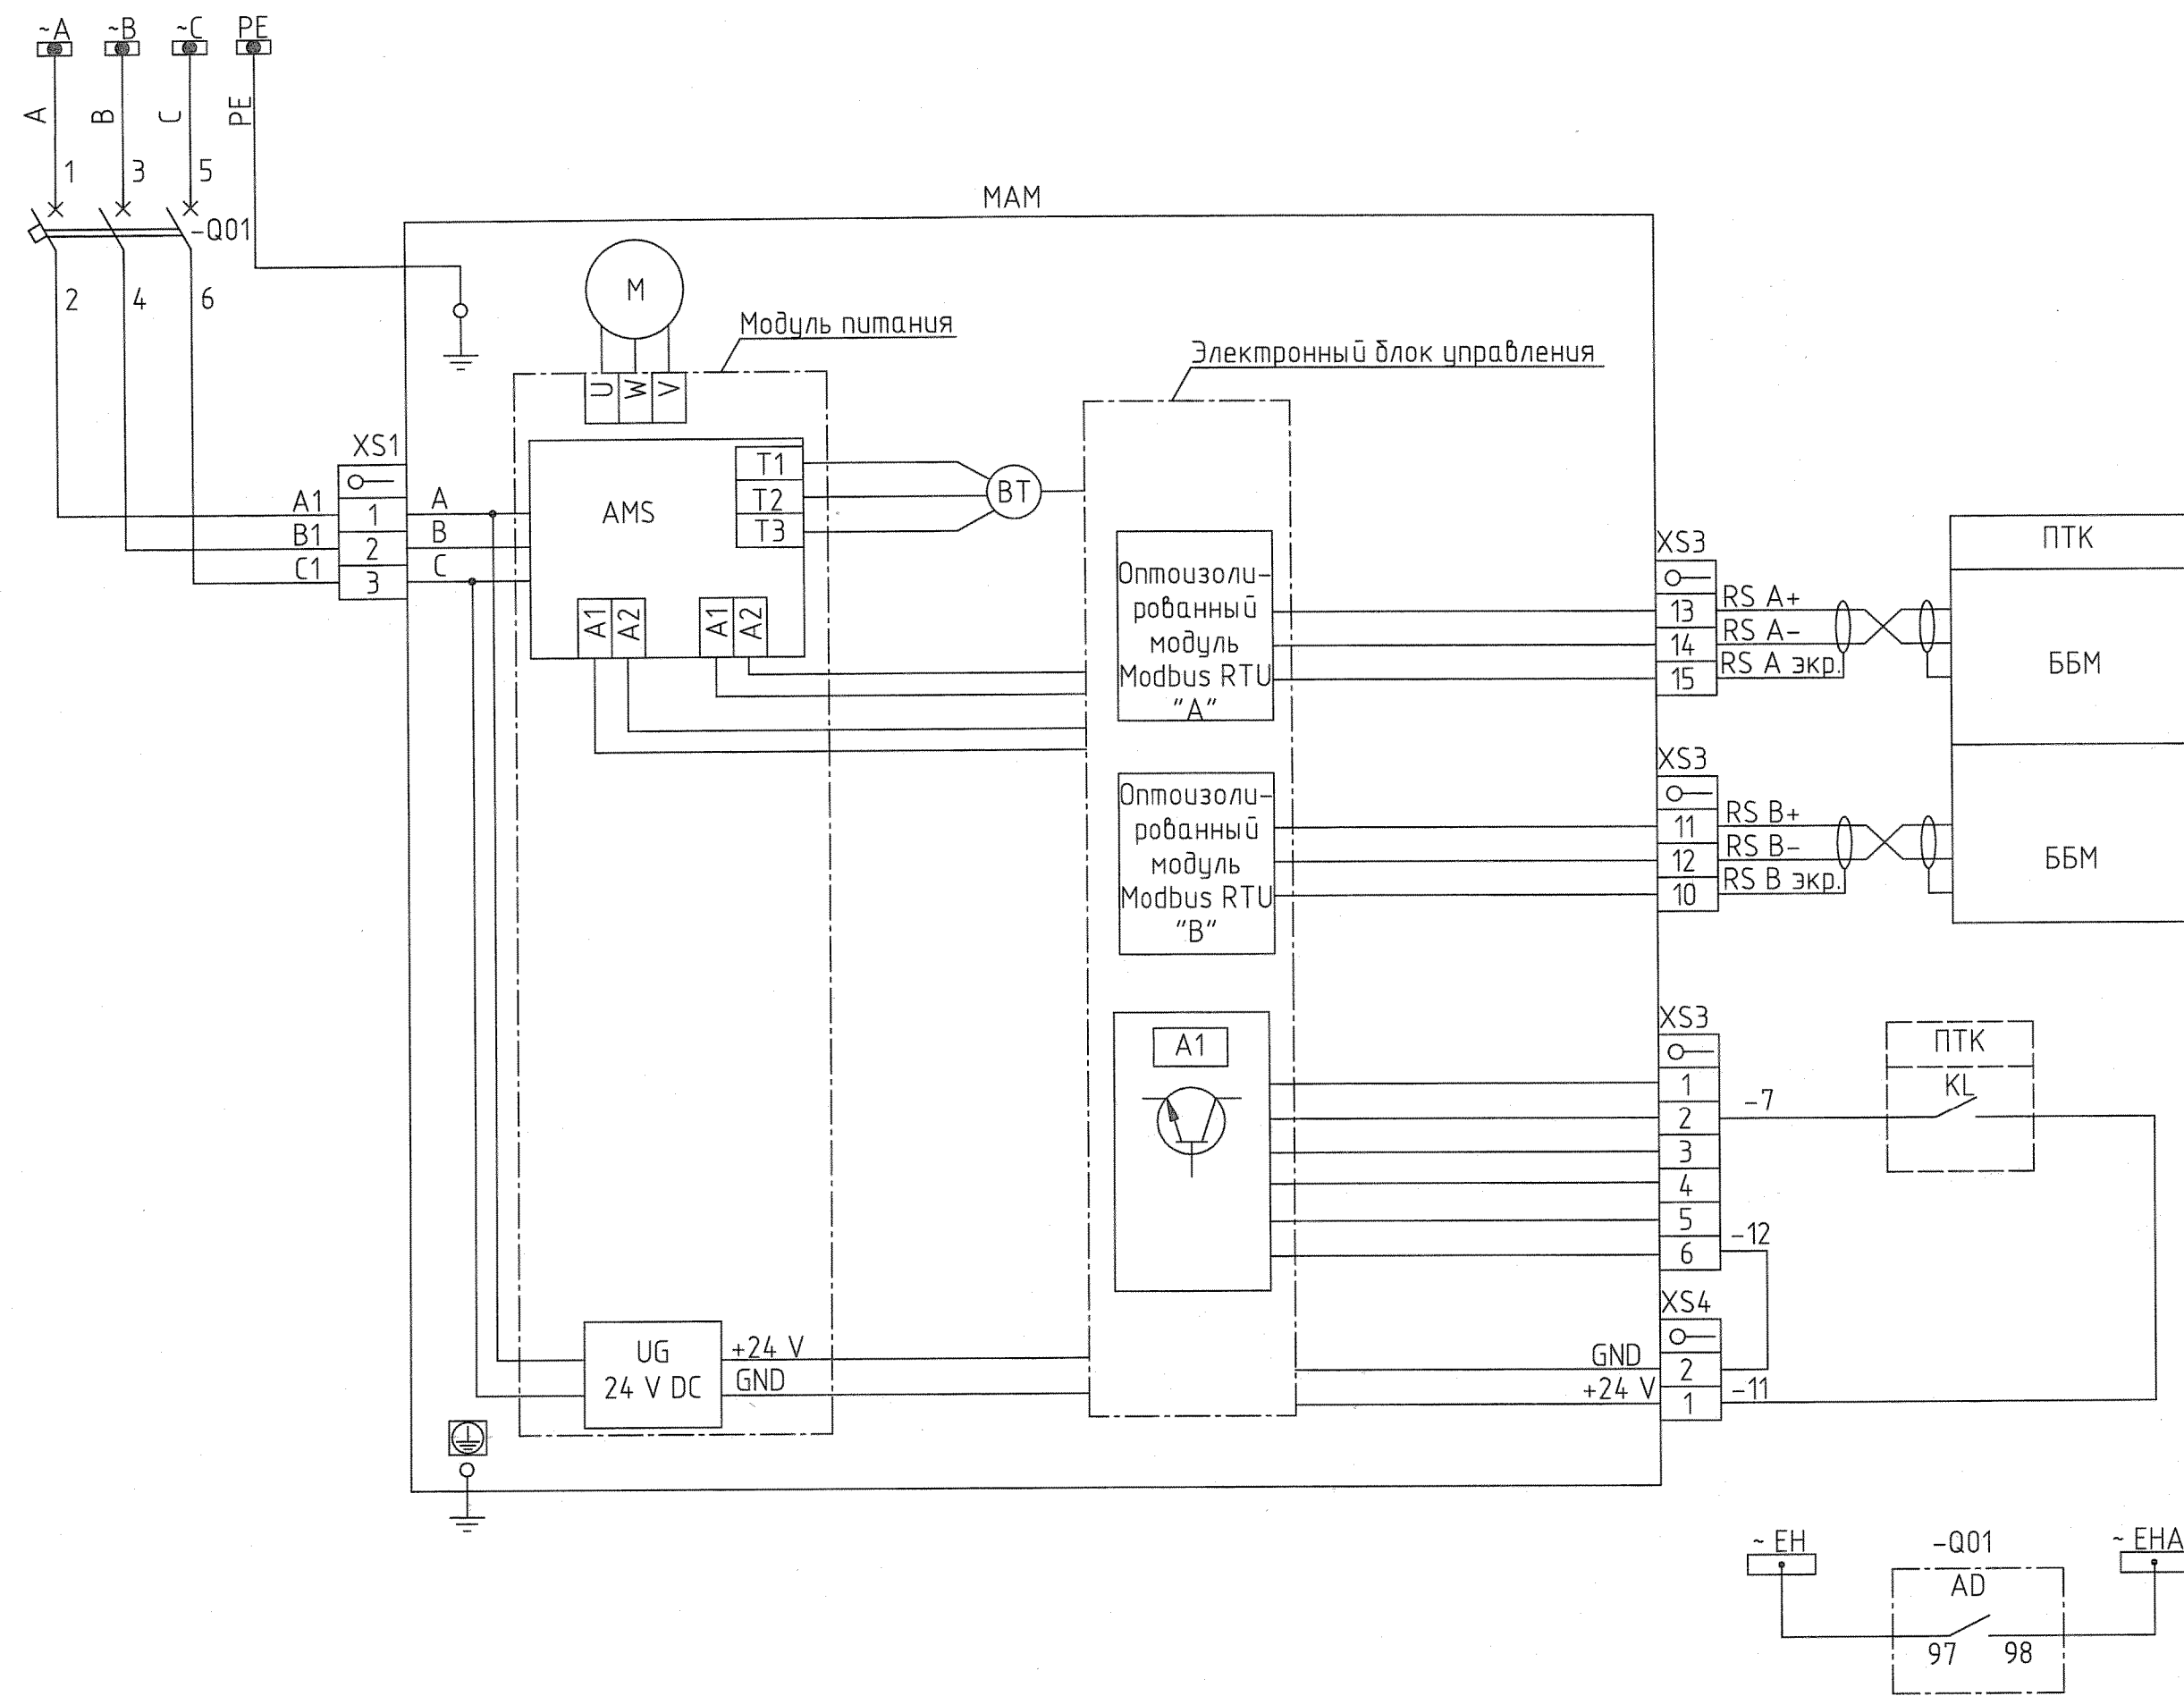 ~A ~B ~C PE
A B C PE
1 3 5
-Q01
2 4 6
MAM
M
Модуль питания
Электронный блок управления
U W V
XS1
A1 1 A
B1 2 B
C1 3 C
AMS
T1
T2
T3
BT
A1 A2 A1 A2
Оптоизоли-
рованный
модуль
Modbus RTU
"A"
XS3
13 RS A+
14 RS A-
15 RS A экр.
ПТК
ББМ
Оптоизоли-
рованный
модуль
Modbus RTU
"B"
XS3
11 RS B+
12 RS B-
10 RS B экр.
ББМ
A1
XS3
1
2 -7
3
4
5
6 -12
ПТК
KL
XS4
GND 2
+24 V 1 -11
UG
24 V DC
+24 V
GND
~ EH -Q01 ~ EHA
AD
97 98